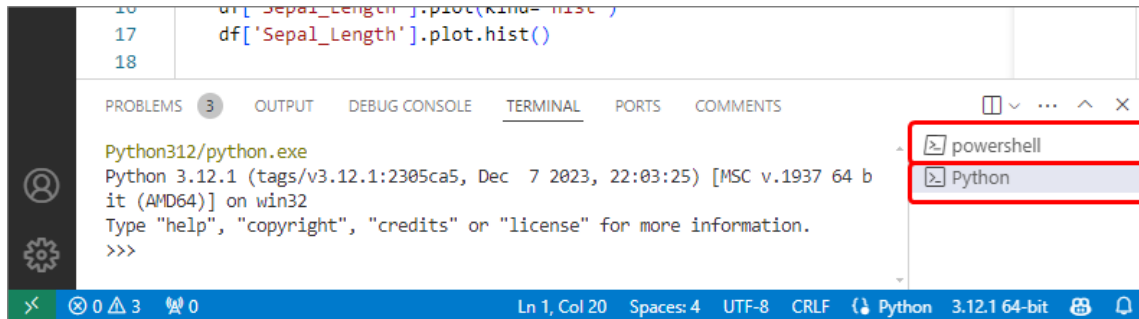 16 df['Sepal_Length'].plot(kind='hist')
17 df['Sepal_Length'].plot.hist()
18
PROBLEMS 3 OUTPUT DEBUG CONSOLE TERMINAL PORTS COMMENTS
powershell
Python
Python312/python.exe
Python 3.12.1 (tags/v3.12.1:2305ca5, Dec  7 2023, 22:03:25) [MSC v.1937 64 b
it (AMD64)] on win32
Type "help", "copyright", "credits" or "license" for more information.
>>>
0 3 0 Ln 1, Col 20 Spaces: 4 UTF-8 CRLF Python 3.12.1 64-bit